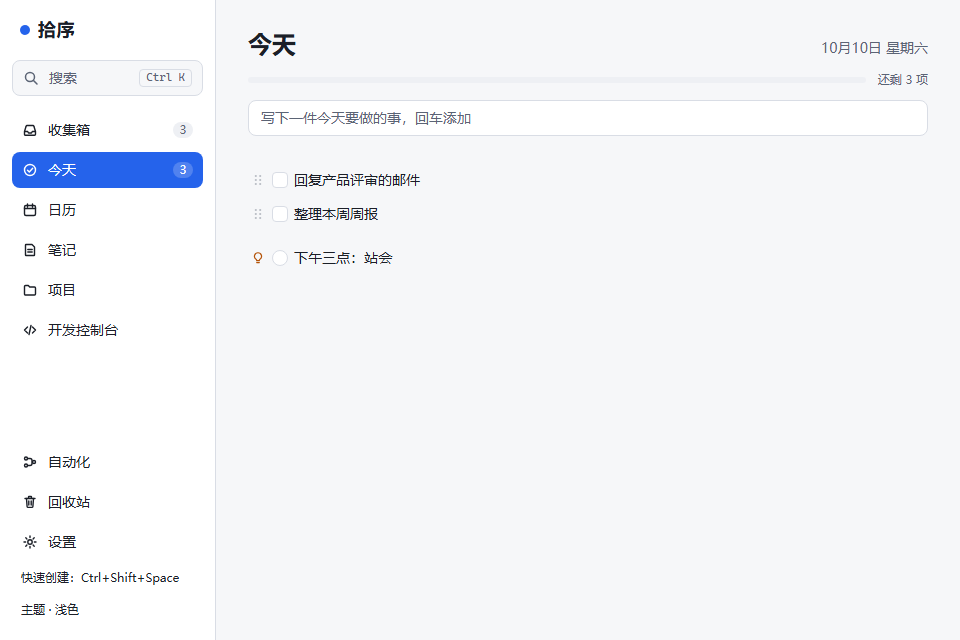 拾序
搜索 Ctrl K
收集箱 3
今天 3
日历
笔记
项目
开发控制台
自动化
回收站
设置
快速创建：Ctrl+Shift+Space
主题 · 浅色
今天
10月10日 星期六
还剩 3 项
写下一件今天要做的事，回车添加
回复产品评审的邮件
整理本周周报
下午三点：站会